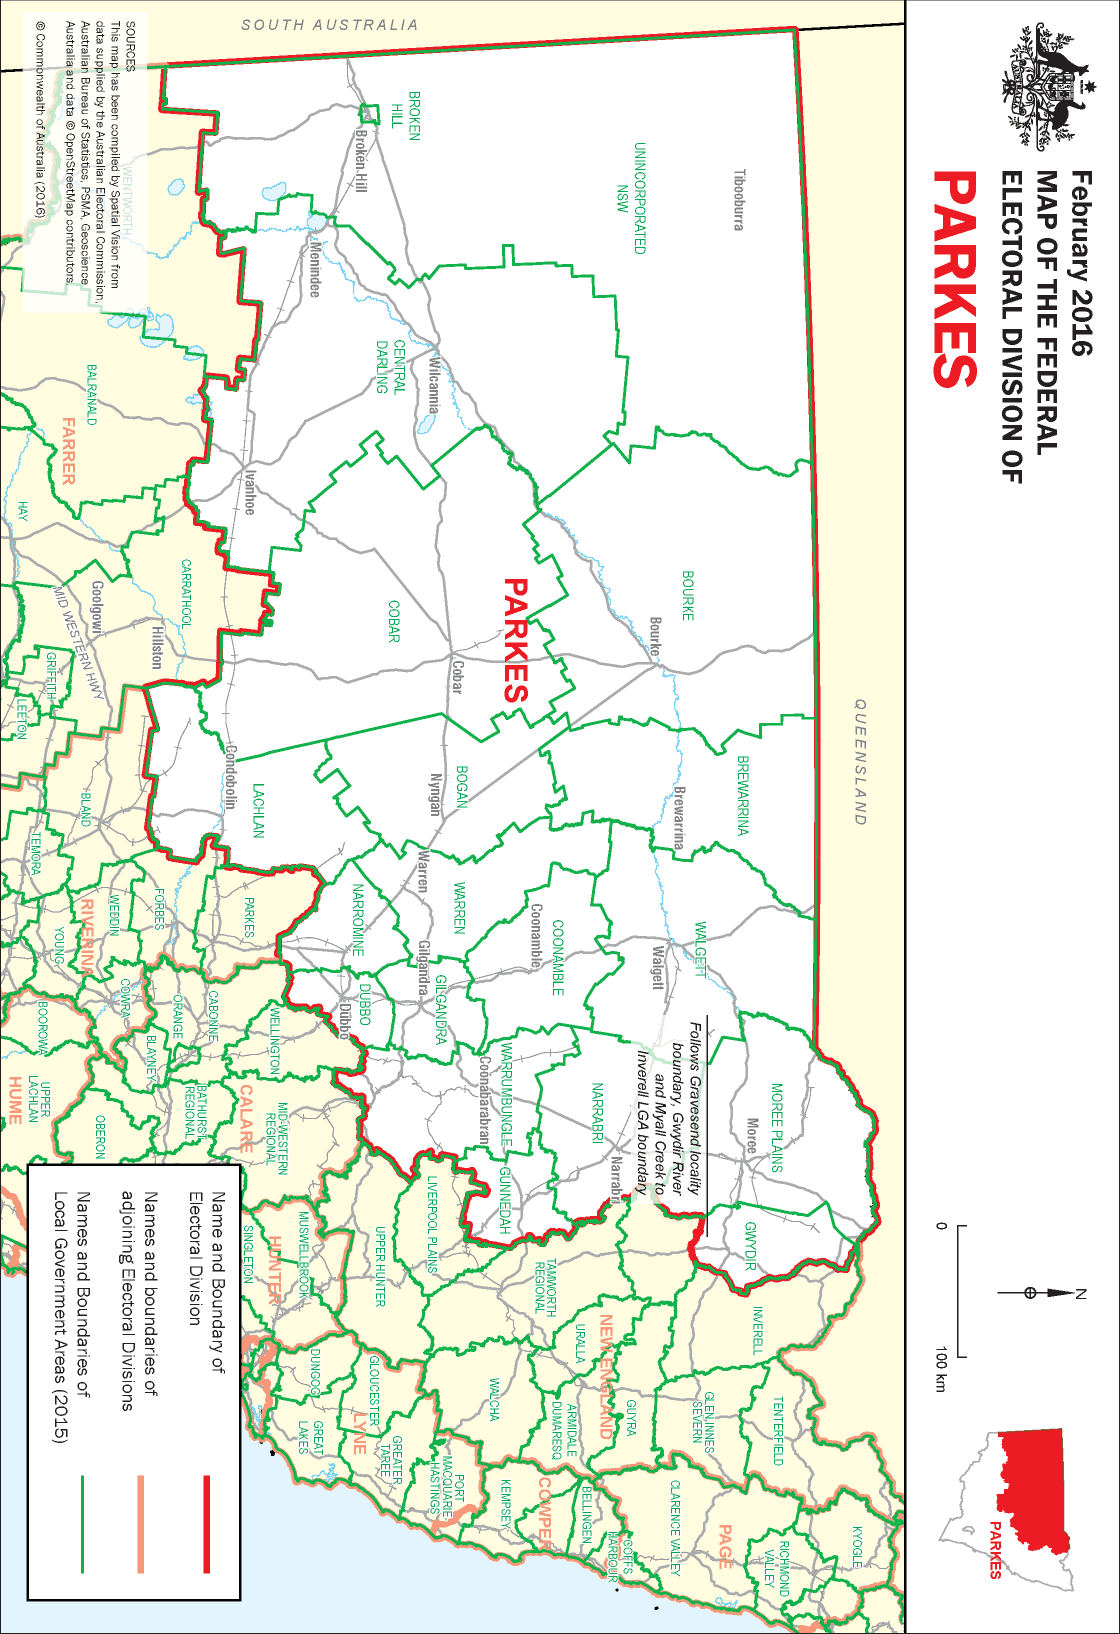 February 2016
MAP OF THE FEDERAL
ELECTORAL DIVISION OF
PARKES
SOUTH AUSTRALIA
QUEENSLAND
N
0
100 km
PARKES
Tibooburra
UNINCORPORATED
NSW
BROKEN
HILL
Broken Hill
Menindee
CENTRAL
DARLING
Wilcannia
Ivanhoe
BOURKE
Bourke
PARKES
COBAR
Cobar
BREWARRINA
Brewarrina
BOGAN
Nyngan
LACHLAN
Condobolin
WALGETT
Walgett
WARREN
Warren
COONAMBLE
Coonamble
NARROMINE
GILGANDRA
Gilgandra
DUBBO
Dubbo
WARRUMBUNGLE
Coonabarabran
NARRABRI
Narrabri
MOREE PLAINS
Moree
GWYDIR
GUNNEDAH
Follows Gravesend locality
boundary, Gwydir River
and Myall Creek to
Inverell LGA boundary
WENTWORTH
BALRANALD
FARRER
HAY
CARRATHOOL
Goolgowi
MID WESTERN HWY
Hillston
GRIFFITH
LEETON
BLAND
TEMORA
FORBES
PARKES
WEDDIN
RIVERINA
YOUNG
COWRA
BOOROWA
ORANGE
CABONNE
BLAYNEY
WELLINGTON
CALARE
MID-WESTERN
REGIONAL
BATHURST
REGIONAL
OBERON
UPPER
LACHLAN
HUME
LIVERPOOL PLAINS
UPPER HUNTER
MUSWELLBROOK
HUNTER
SINGLETON
TAMWORTH
REGIONAL
NEW ENGLAND
INVERELL
URALLA
WALCHA
GUYRA
ARMIDALE
DUMARESQ
GLEN INNES
SEVERN
TENTERFIELD
DUNGOG
GLOUCESTER
LYNE
GREAT
LAKES
GREATER
TAREE
PORT
MACQUARIE-
HASTINGS
KEMPSEY
COWPER
BELLINGEN
COFFS
HARBOUR
CLARENCE VALLEY
PAGE
RICHMOND
VALLEY
KYOGLE
SOURCES
This map has been compiled by Spatial Vision from
data supplied by the Australian Electoral Commission,
Australian Bureau of Statistics, PSMA, Geoscience
Australia and data © OpenStreetMap contributors.
© Commonwealth of Australia (2016)
Name and Boundary of
Electoral Division
Names and boundaries of
adjoining Electoral Divisions
Names and Boundaries of
Local Government Areas (2015)